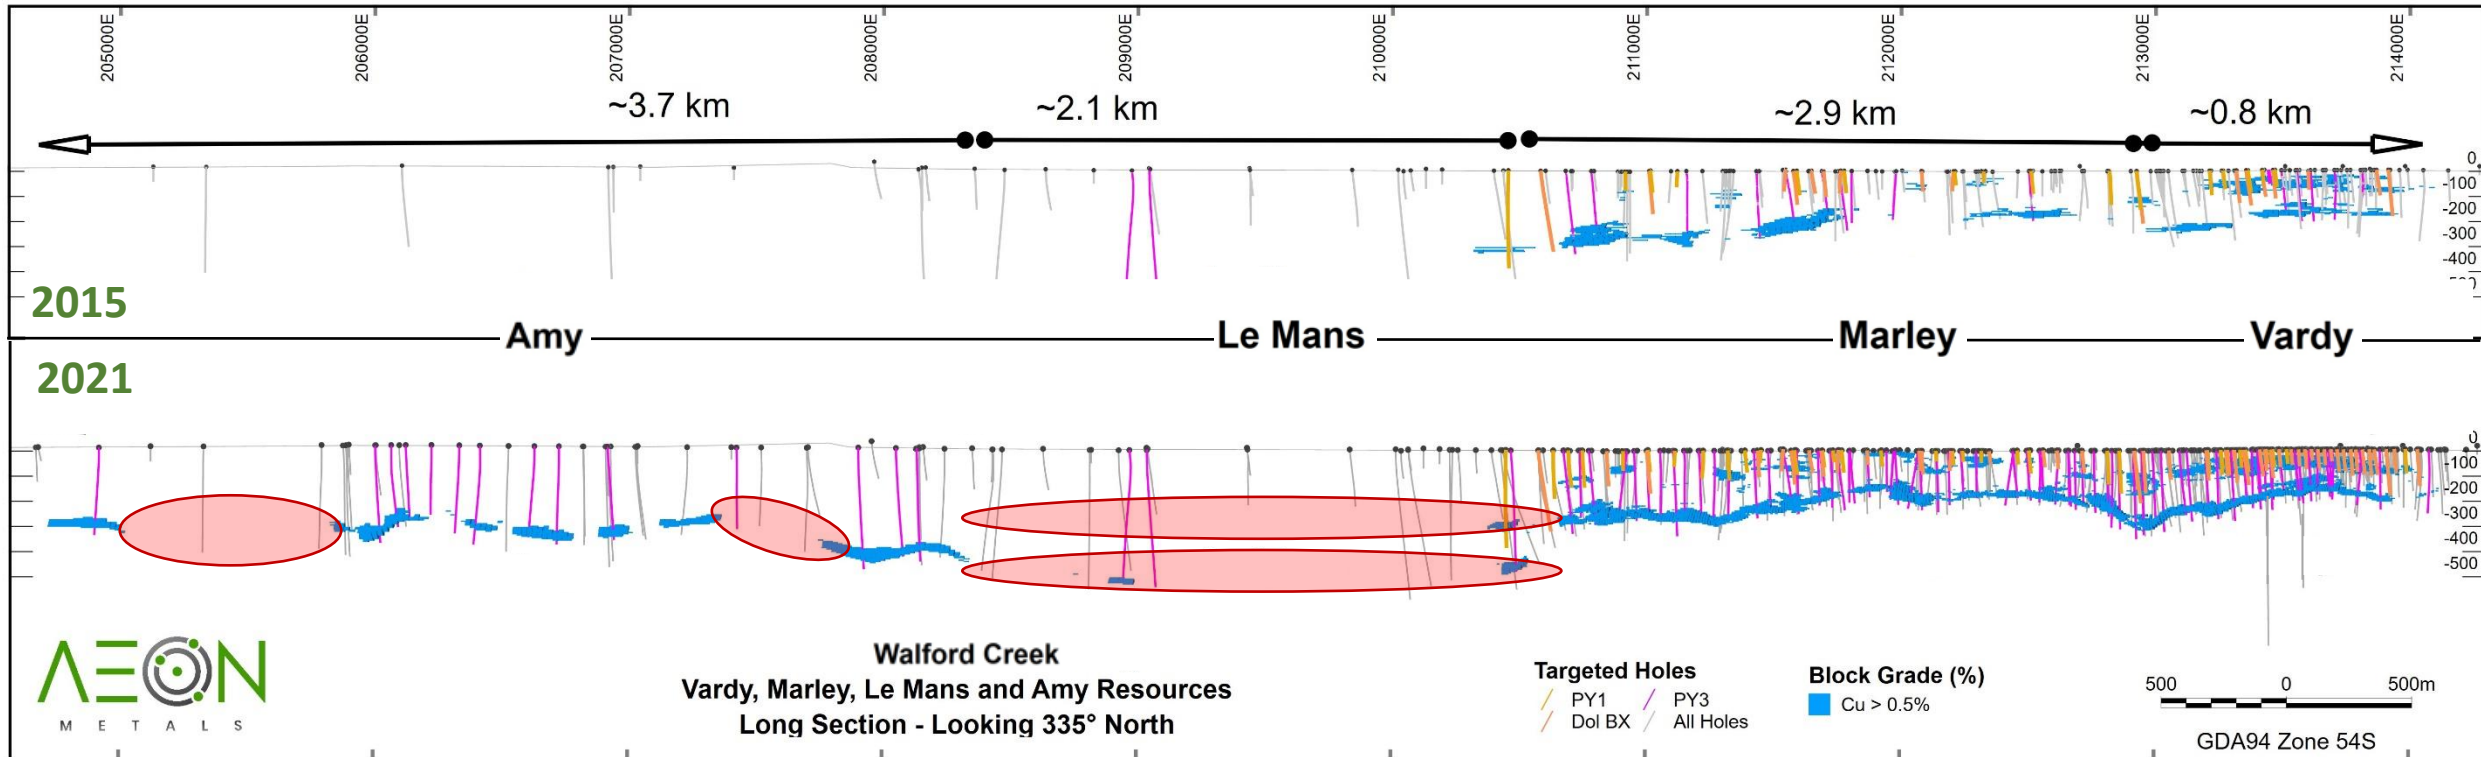 205000E
206000E
207000E
208000E
209000E
210000E
211000E
212000E
213000E
214000E
~3.7 km
~2.1 km
~2.9 km
~0.8 km
0
-100
-200
-300
-400
2015
Amy
Le Mans
Marley
Vardy
2021
0
-100
-200
-300
-400
-500
AEON
METALS
Walford Creek
Vardy, Marley, Le Mans and Amy Resources
Long Section - Looking 335° North
Targeted Holes
PY1
PY3
Dol BX
All Holes
Block Grade (%)
Cu > 0.5%
500
0
500m
GDA94 Zone 54S